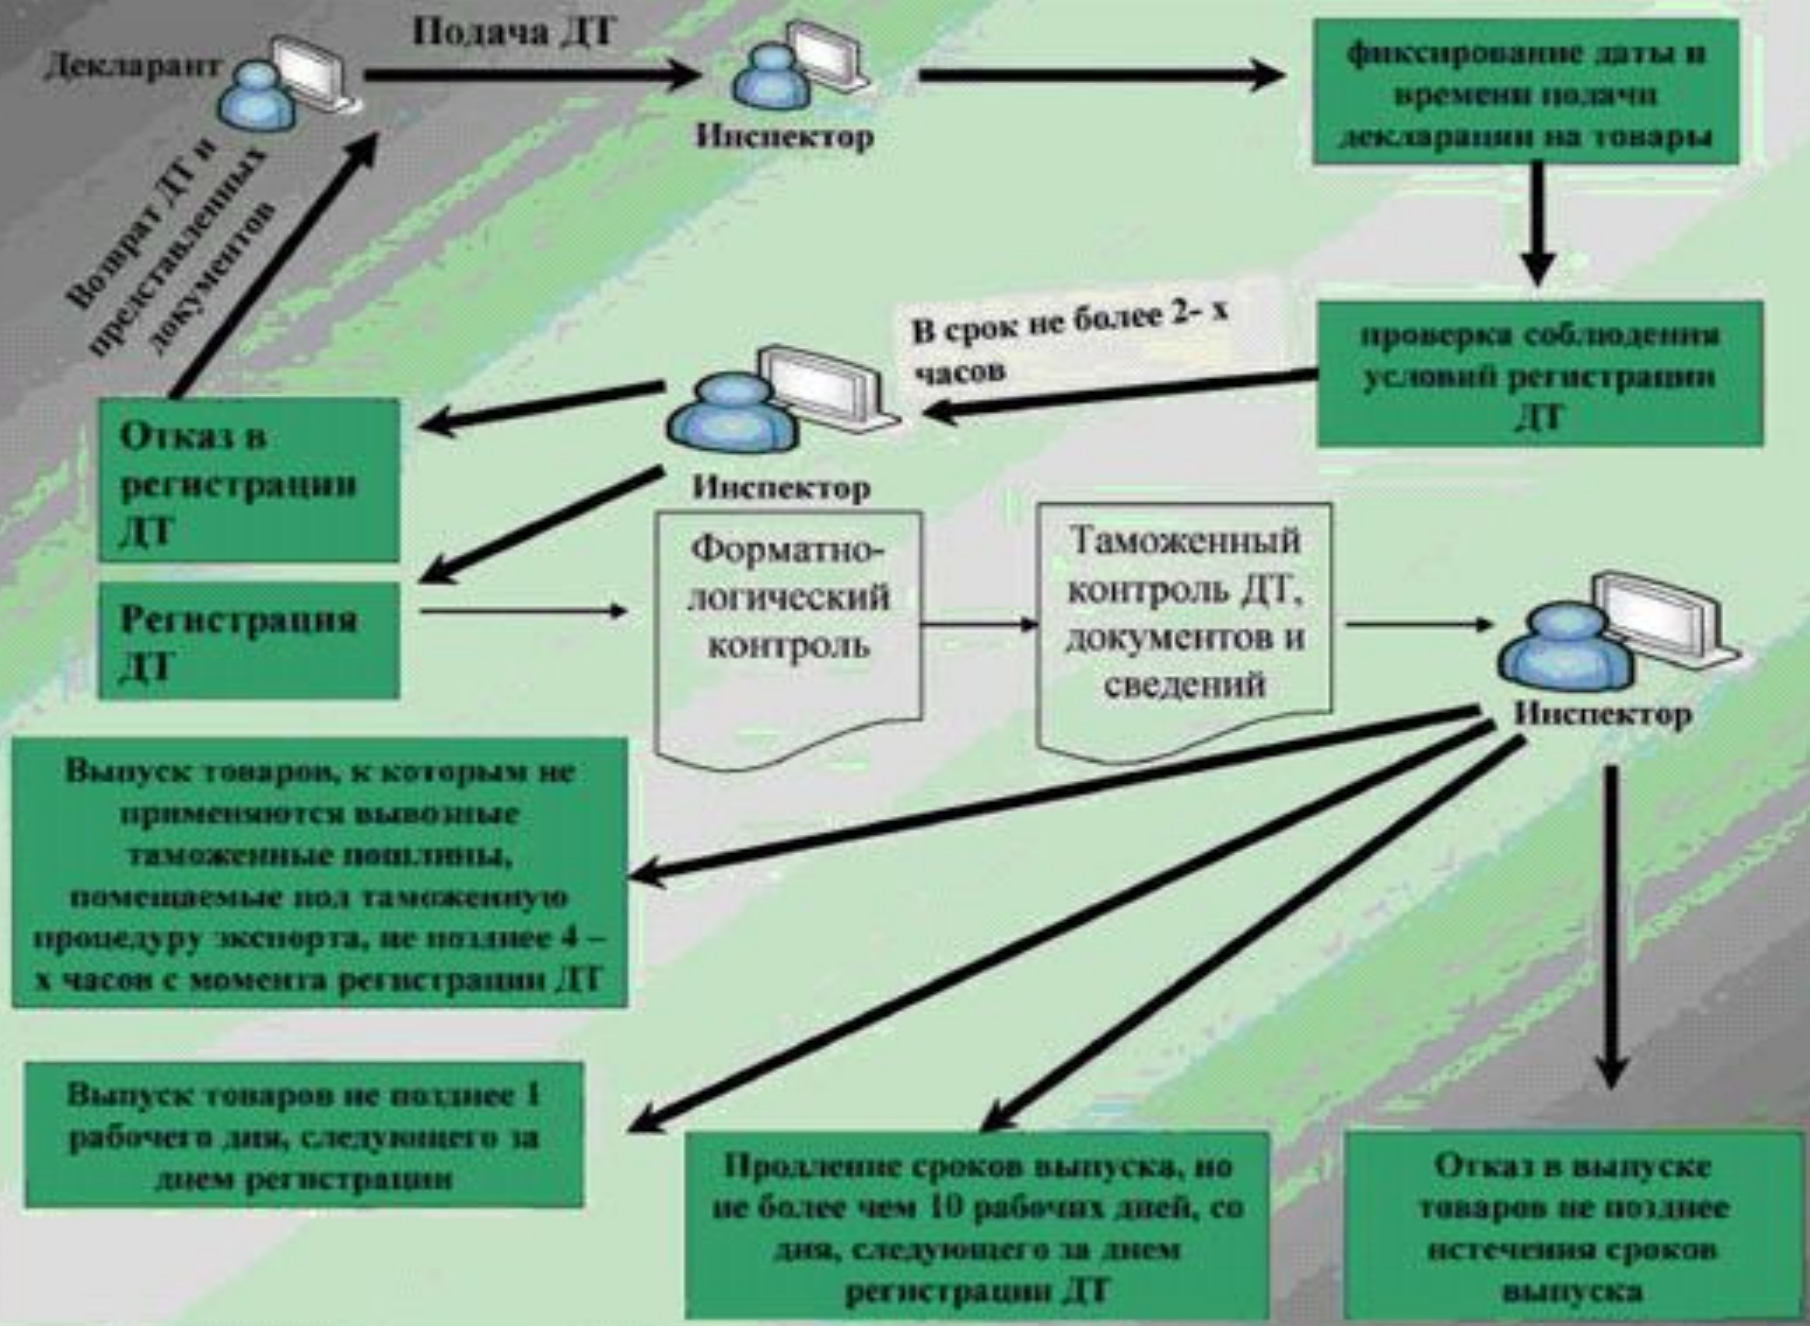 Подача ДТ
Декларант
Инспектор
фиксирование даты и
времени подачи
декларации на товары
Возврат ДТ и
представленных
документов
В срок не более 2- х
часов
проверка соблюдения
условий регистрации
ДТ
Отказ в
регистрации
ДТ
Инспектор
Регистрация
ДТ
Форматно-
логический
контроль
Таможенный
контроль ДТ,
документов и
сведений
Инспектор
Выпуск товаров, к которым не
применяются вывозные
таможенные пошлины,
помещаемые под таможенную
процедуру экспорта, не позднее 4 –
х часов с момента регистрации ДТ
Выпуск товаров не позднее 1
рабочего дня, следующего за
днем регистрации
Продление сроков выпуска, но
не более чем 10 рабочих дней, со
дня, следующего за днем
регистрации ДТ
Отказ в выпуске
товаров не позднее
истечения сроков
выпуска